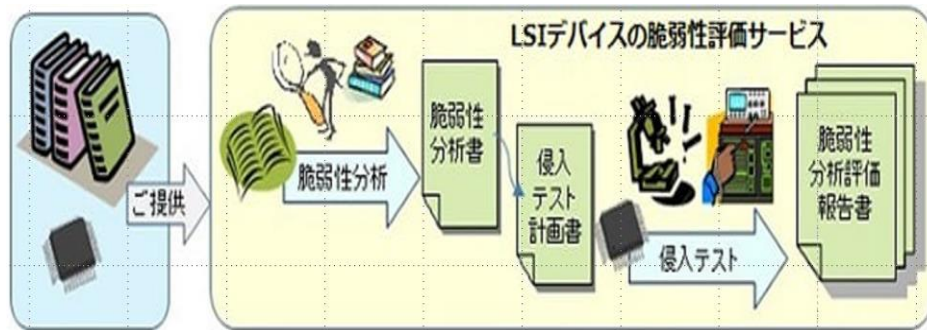 LSIデバイスの脆弱性評価サービス
ご提供
脆弱性分析
脆弱性
分析書
侵入
テスト
計画書
侵入テスト
脆弱性
分析評価
報告書